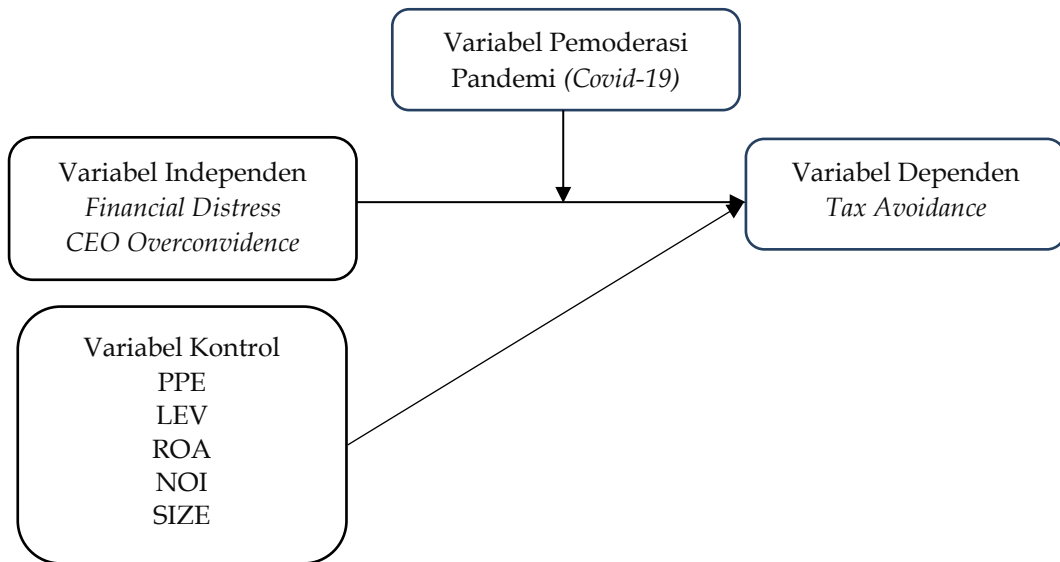 Variabel Pemoderasi
Pandemi (Covid-19)
Variabel Independen
Financial Distress
CEO Overconvidence
Variabel Dependen
Tax Avoidance
Variabel Kontrol
PPE
LEV
ROA
NOI
SIZE